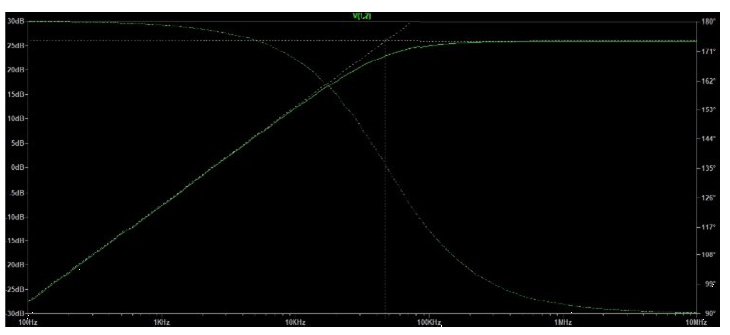 V(1,2)
30dB
180°
25dB
171°
20dB
162°
15dB
153°
10dB
144°
5dB
0dB
135°
5dB
126°
10dB
117°
15dB
108°
20dB
25dB
99°
30dB
90°
100Hz
1KHz
10KHz
100KHz
1MHz
10MHz